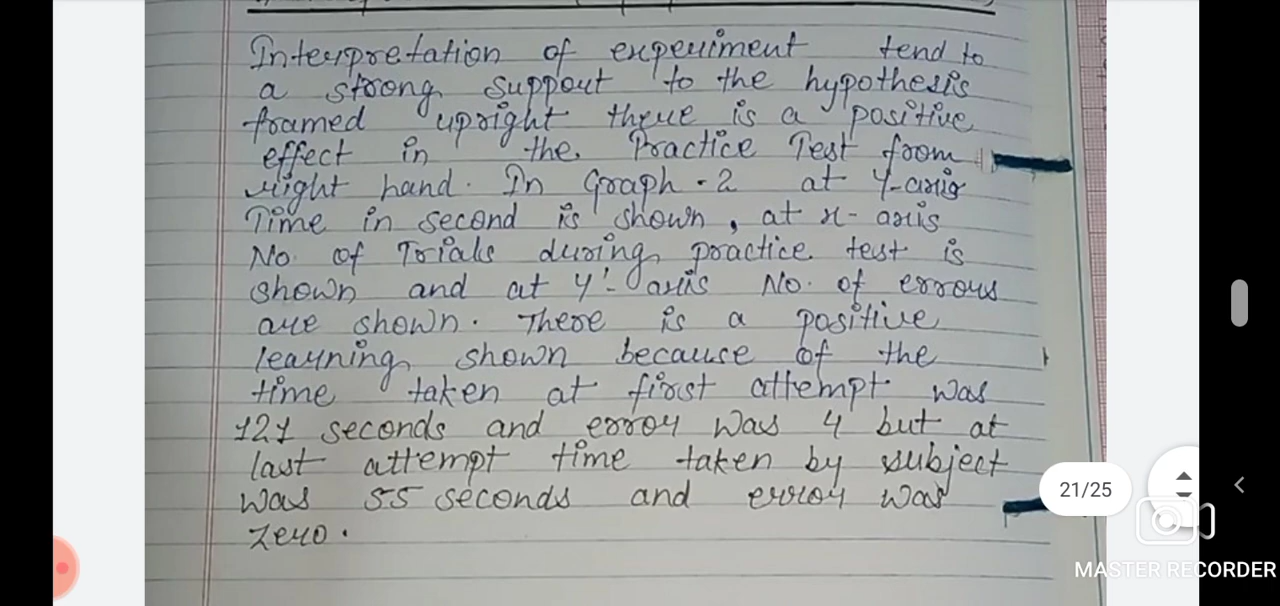 Interpretation of experiment tend to
a strong support to the hypothesis
framed upright there is a positive
effect in the Practice Test from
right hand. In Graph-2 at Y-axis
Time in second is shown, at x-axis
No. of Trials during practice test is
shown and at Y'-axis No. of errors
are shown. There is a positive
learning shown because of the
time taken at first attempt was
121 seconds and error was 4 but at
last attempt time taken by subject
was 55 seconds and error was
zero.
21/25
MASTER RECORDER